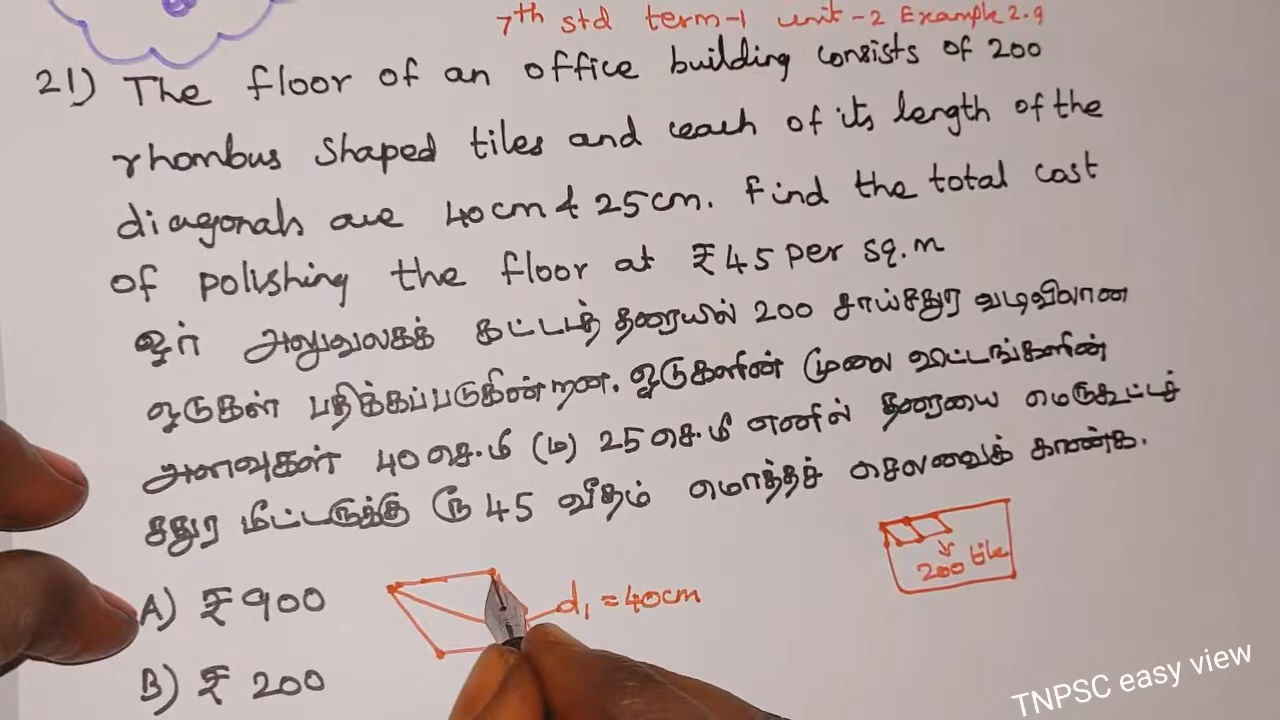 7th std term-1 unit-2 Example 2.9
21) The floor of an office building consists of 200
rhombus shaped tiles and each of its length of the
diagonals are 40cm & 25cm. Find the total cost
of polishing the floor at ₹45 per sq.m
ஓர் அலுவலகக் கட்டடத் தரையில் 200 சாய்சதுர வடிவிலான
ஓடுகள் பதிக்கப்படுகின்றன. ஓடுகளின் மூலை விட்டங்களின்
அளவுகள் 40 செ.மீ (ம) 25 செ.மீ எனில் தரையை மெருகூட்டச்
சதுர மீட்டருக்கு ரூ 45 வீதம் மொத்தச் செலவைக் காண்க.
200 tile
A) ₹900
d₁ = 40cm
B) ₹ 200
TNPSC easy view